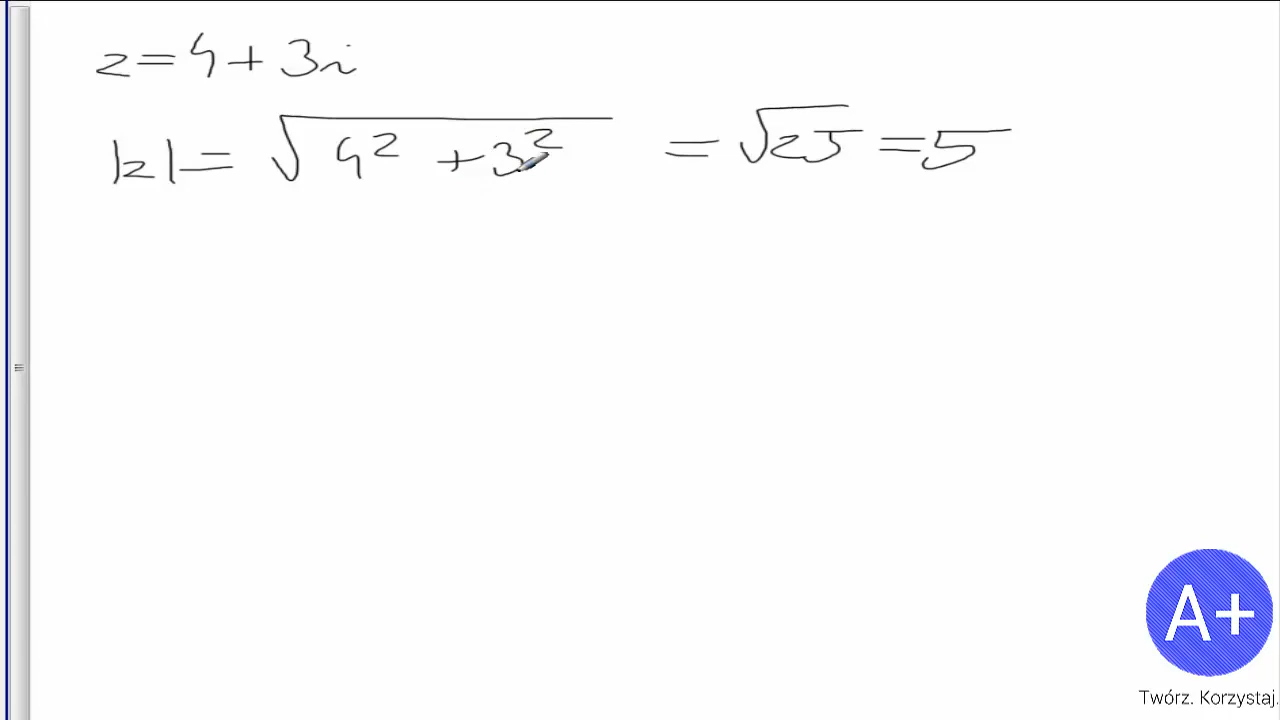 z = 4 + 3i
|z| = √4² + 3² = √25 = 5
A+
Twórz. Korzystaj.